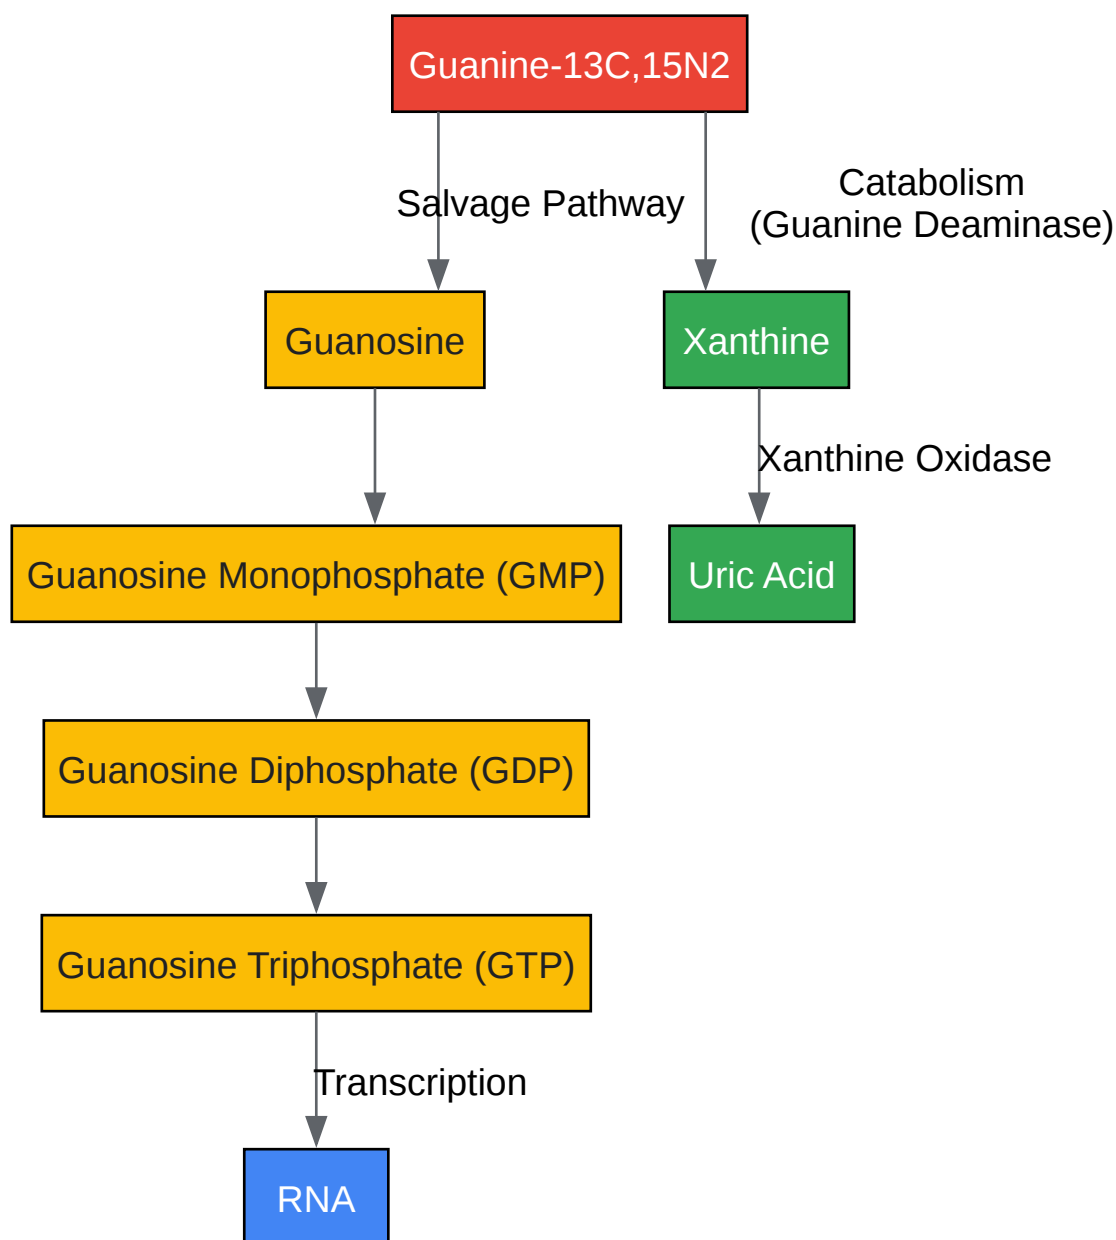 Guanine-13C,15N2
Salvage Pathway
Catabolism
(Guanine Deaminase)
Guanosine
Xanthine
Xanthine Oxidase
Guanosine Monophosphate (GMP)
Uric Acid
Guanosine Diphosphate (GDP)
Guanosine Triphosphate (GTP)
Transcription
RNA